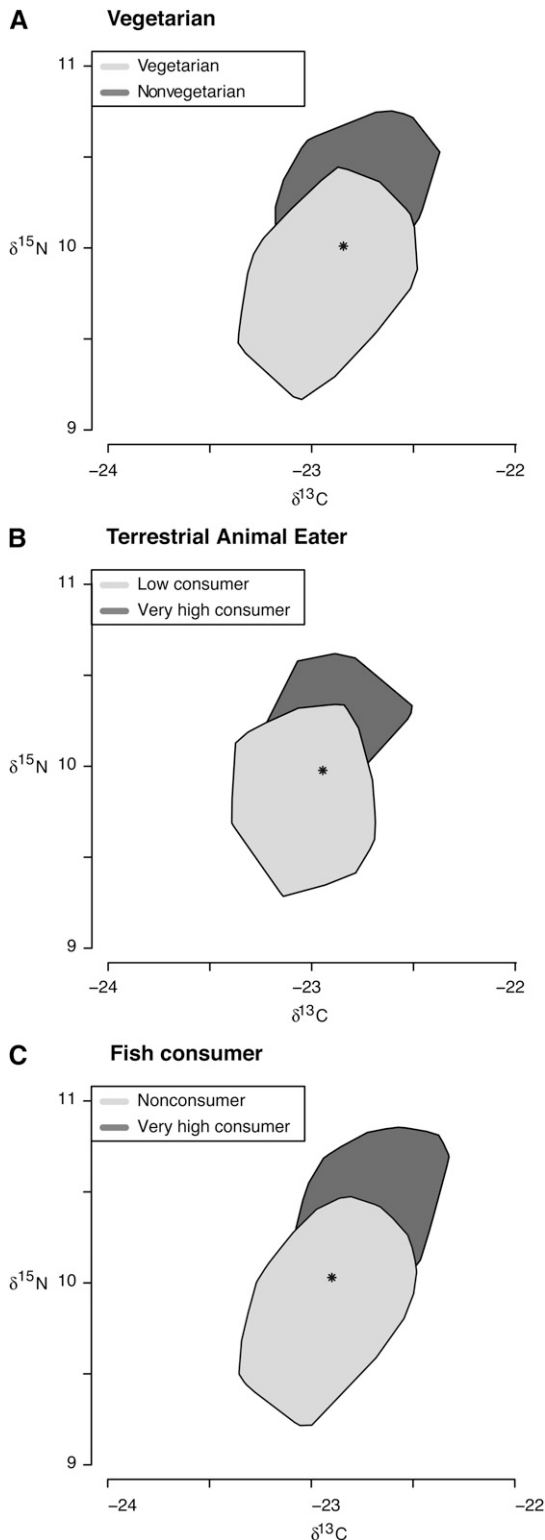 A Vegetarian
11
Vegetarian
Nonvegetarian
δ15N 10
9
−24 −23 −22
δ13C
B Terrestrial Animal Eater
11
Low consumer
Very high consumer
δ15N 10
9
−24 −23 −22
δ13C
C Fish consumer
11
Nonconsumer
Very high consumer
δ15N 10
9
−24 −23 −22
δ13C